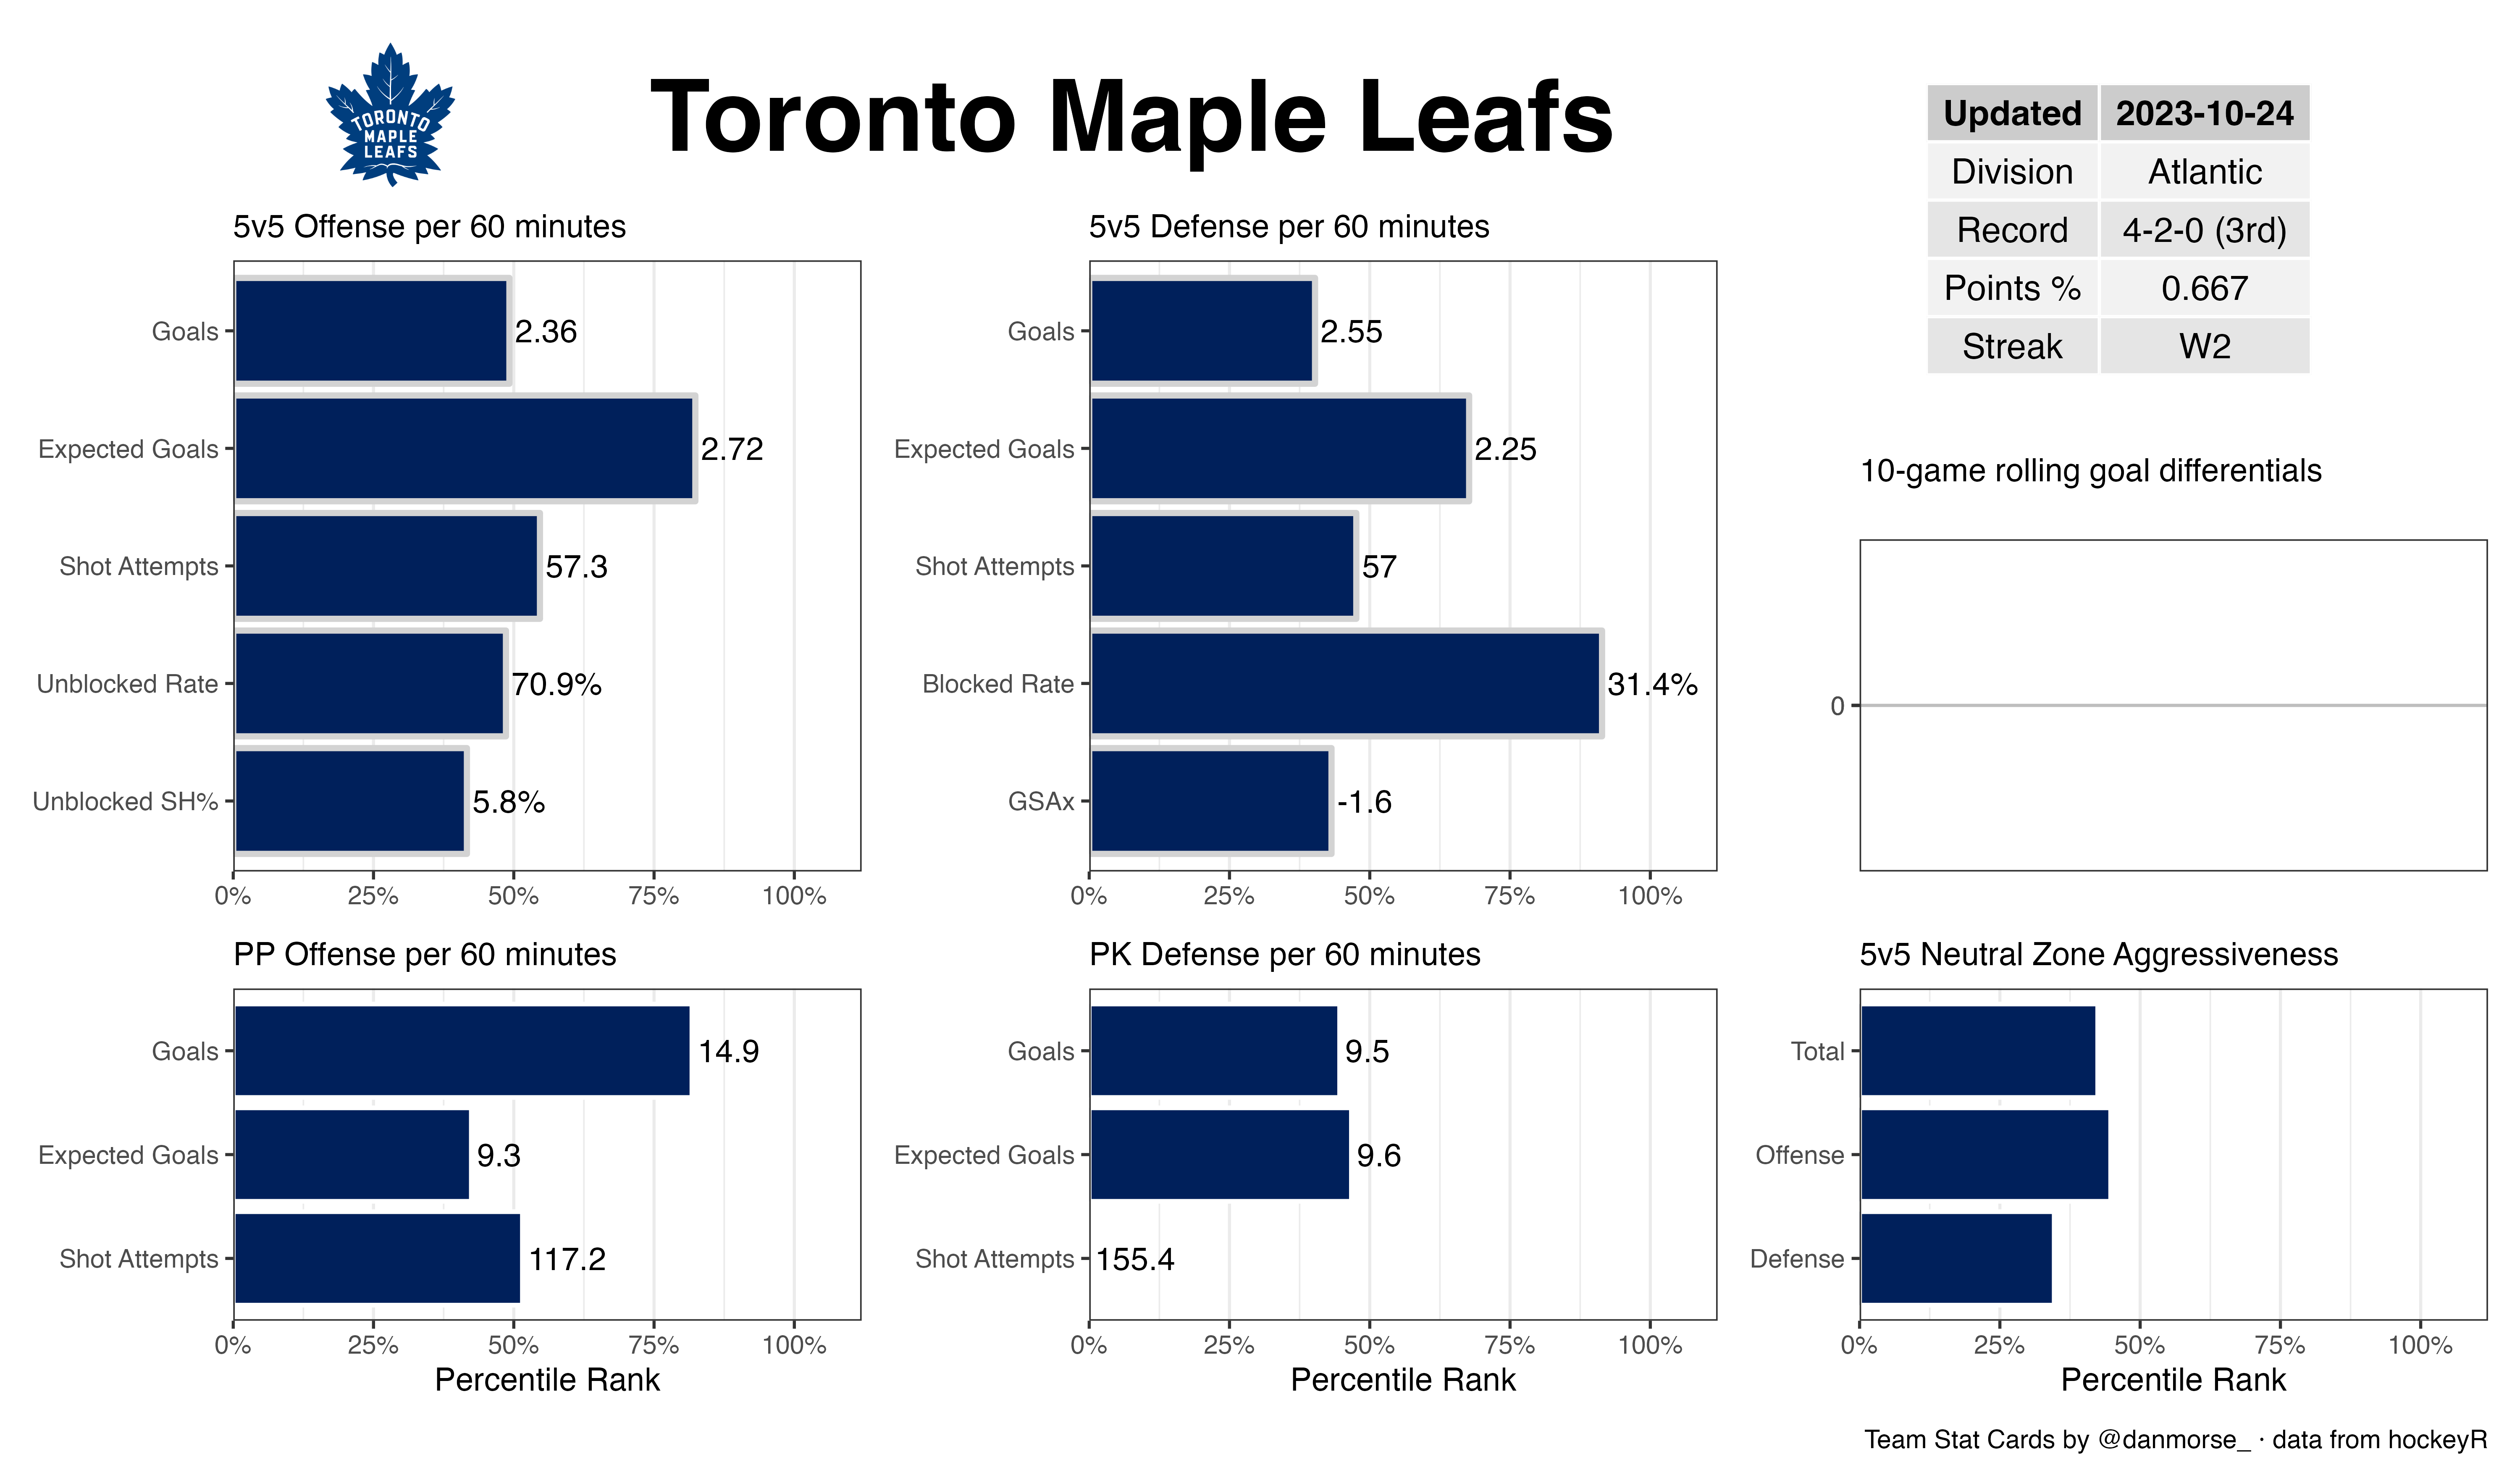 TORONTO
MAPLE
LEAFS
Toronto Maple Leafs
Updated 2023-10-24
Division Atlantic
Record 4-2-0 (3rd)
Points % 0.667
Streak W2
5v5 Offense per 60 minutes
Goals 2.36
Expected Goals 2.72
Shot Attempts 57.3
Unblocked Rate 70.9%
Unblocked SH% 5.8%
0% 25% 50% 75% 100%
5v5 Defense per 60 minutes
Goals 2.55
Expected Goals 2.25
Shot Attempts 57
Blocked Rate 31.4%
GSAx -1.6
0% 25% 50% 75% 100%
10-game rolling goal differentials
0
PP Offense per 60 minutes
Goals 14.9
Expected Goals 9.3
Shot Attempts 117.2
0% 25% 50% 75% 100%
Percentile Rank
PK Defense per 60 minutes
Goals 9.5
Expected Goals 9.6
Shot Attempts 155.4
0% 25% 50% 75% 100%
Percentile Rank
5v5 Neutral Zone Aggressiveness
Total
Offense
Defense
0% 25% 50% 75% 100%
Percentile Rank
Team Stat Cards by @danmorse_ · data from hockeyR